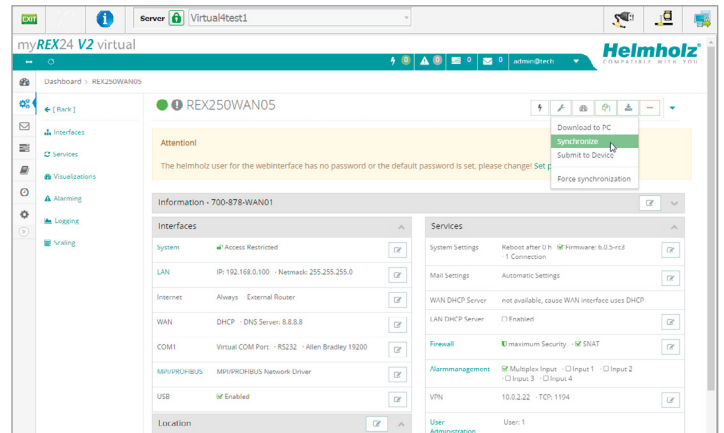 EXIT
Server Virtual4test1
myREX24 V2 virtual
Helmholz®
COMPATIBLE WITH YOU
0 0 0 0 admin@tech
Dashboard > REX250WAN05
[ Back ]
Interfaces
Services
Visualizations
Alarming
Logging
Scaling
REX250WAN05
Download to PC
Synchronize
Submit to Device
Force synchronization
Attention!
The helmholz user for the webinterface has no password or the default password is set, please change! Set p
Information - 700-878-WAN01
Interfaces
System Access Restricted
LAN IP: 192.168.0.100 - Netmask: 255.255.255.0
Internet Always - External Router
WAN DHCP - DNS Server: 8.8.8.8
COM1 Virtual COM Port - RS232 - Allen Bradley 19200
MPI/PROFIBUS MPI/PROFIBUS Network Driver
USB Enabled
Location
Services
System Settings Reboot after 0 h Firmware: 6.0.5-rc3
- 1 Connection
Mail Settings Automatic Settings
WAN DHCP Server not available, cause WAN interface uses DHCP
LAN DHCP Server Enabled
Firewall maximum Security - SNAT
Alarmmanagement Multiplex Input - Input 1 - Input 2
- Input 3 - Input 4
VPN 10.0.2.22 - TCP: 1194
User
Administration User: 1